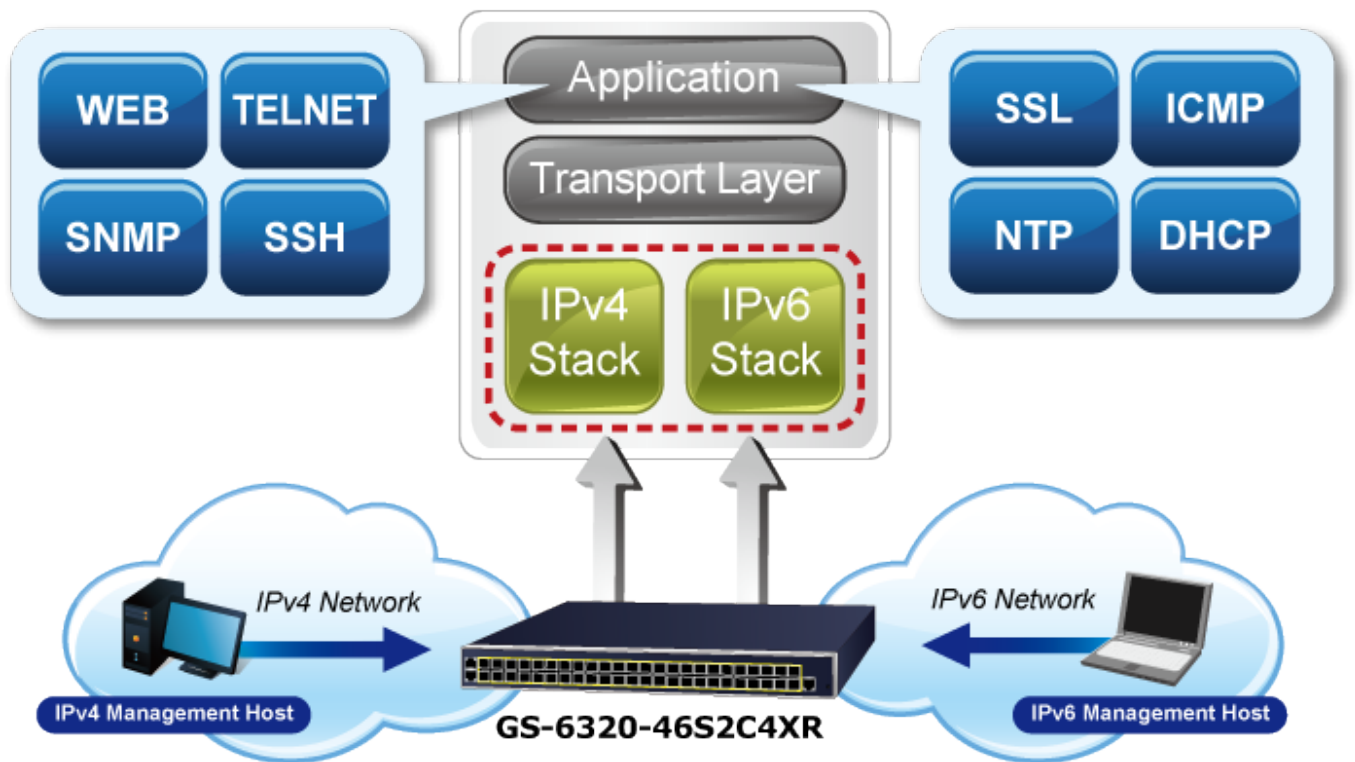 WEB
TELNET
SNMP
SSH
Application
Transport Layer
IPv4
Stack
IPv6
Stack
SSL
ICMP
NTP
DHCP
IPv4 Network
IPv6 Network
IPv4 Management Host
IPv6 Management Host
GS-6320-46S2C4XR